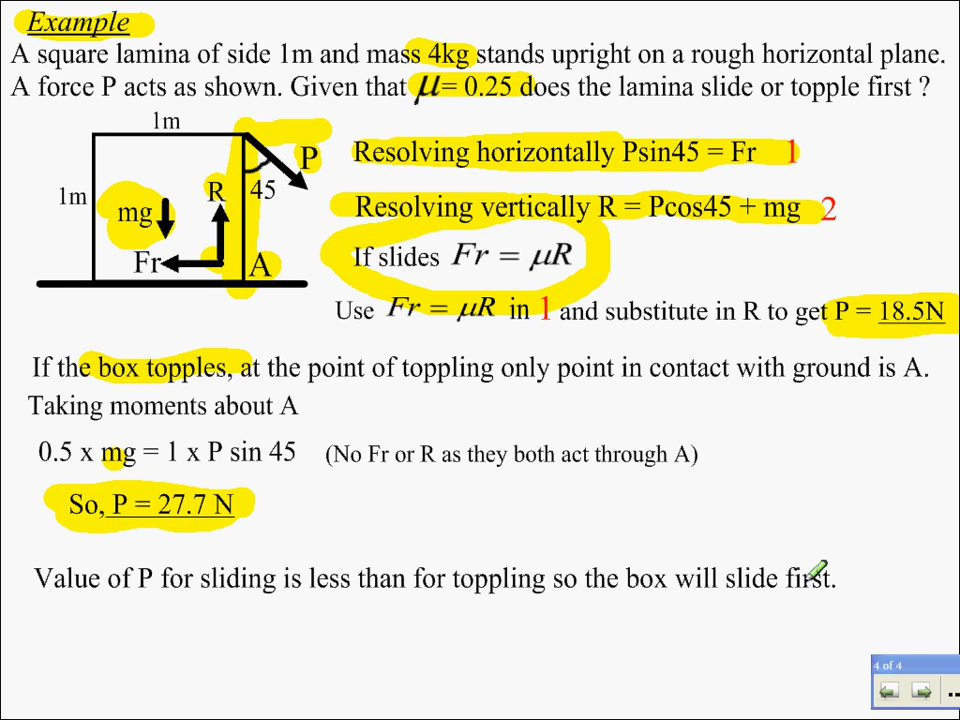 Example
A square lamina of side 1m and mass 4kg stands upright on a rough horizontal plane.
A force P acts as shown. Given that μ = 0.25 does the lamina slide or topple first ?
1m
P
Resolving horizontally Psin45 = Fr 1
1m
mg
R
45
Resolving vertically R = Pcos45 + mg 2
Fr
A
If slides Fr = μR
Use Fr = μR in 1 and substitute in R to get P = 18.5N
If the box topples, at the point of toppling only point in contact with ground is A.
Taking moments about A
0.5 x mg = 1 x P sin 45 (No Fr or R as they both act through A)
So, P = 27.7 N
Value of P for sliding is less than for toppling so the box will slide first.
4 of 4